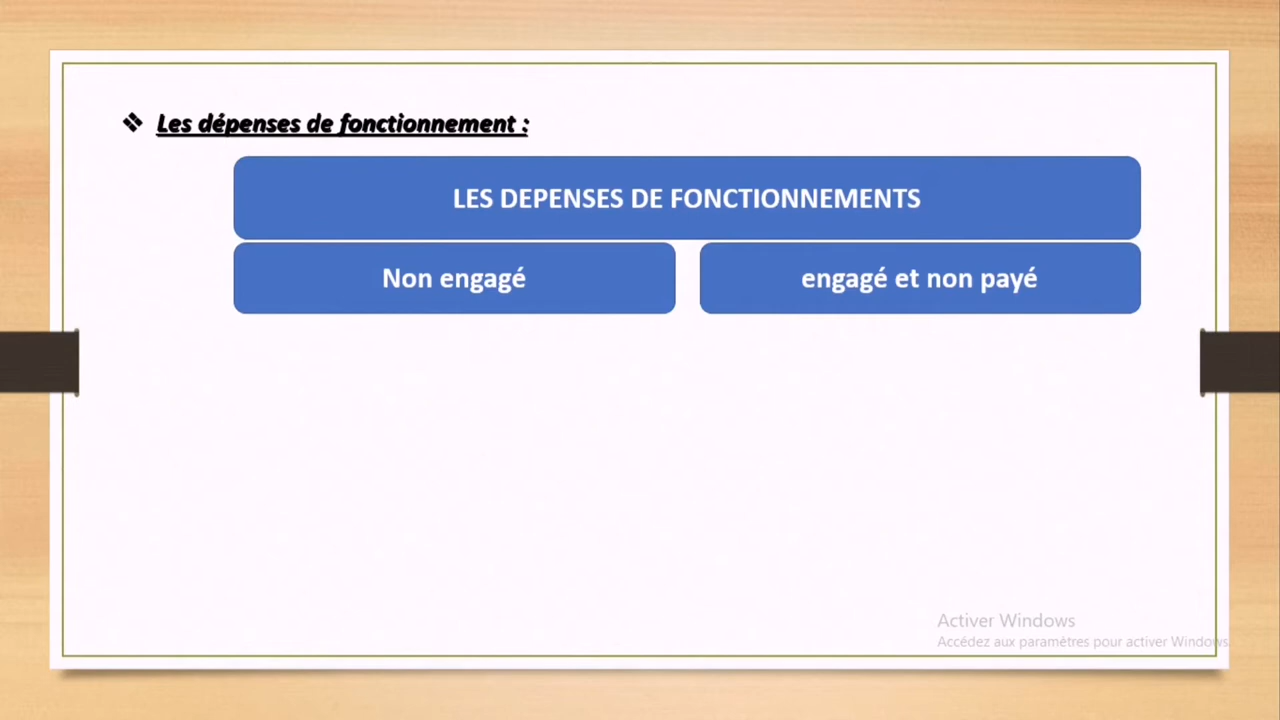 ❖ Les dépenses de fonctionnement :
LES DEPENSES DE FONCTIONNEMENTS
Non engagé
engagé et non payé
Activer Windows
Accédez aux paramètres pour activer Windows